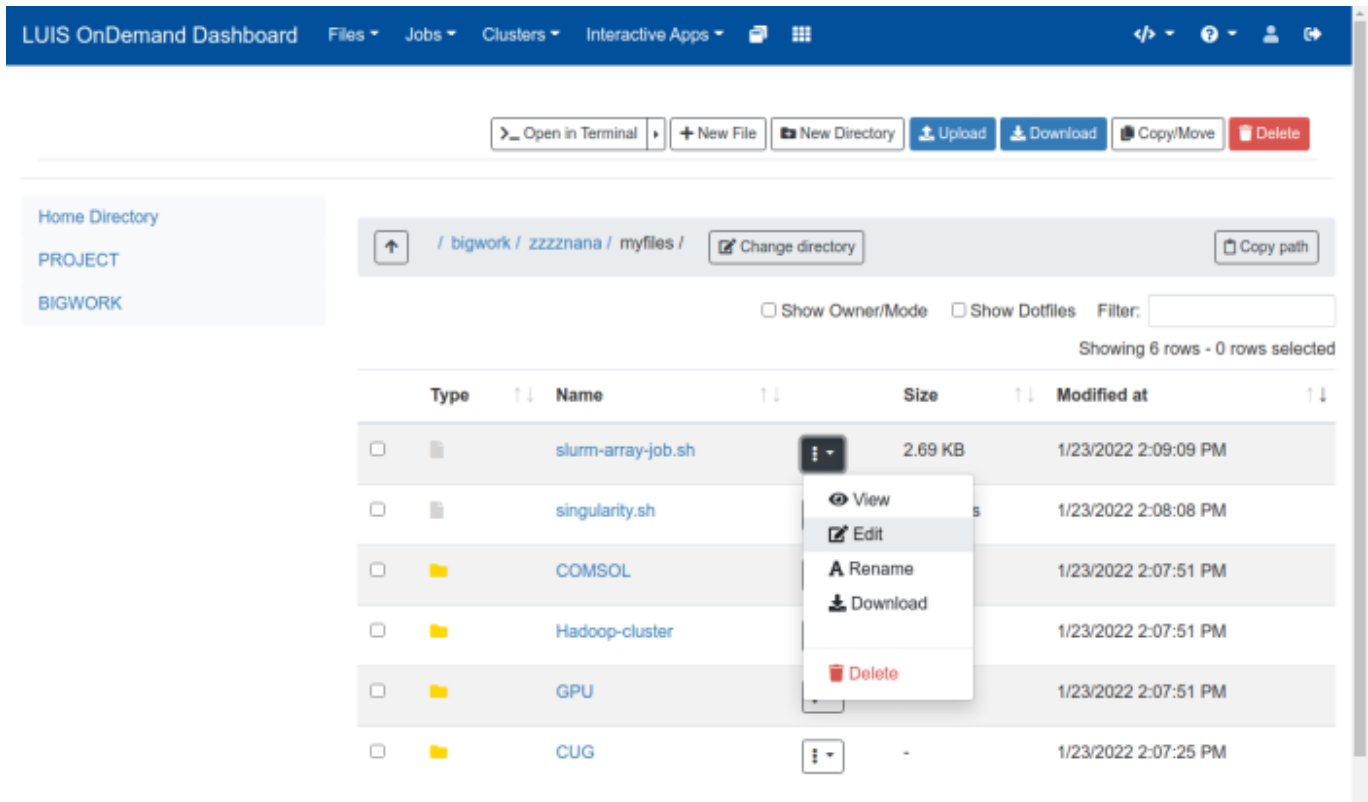 LUIS OnDemand Dashboard Files Jobs Clusters Interactive Apps
Open in Terminal New File New Directory Upload Download Copy/Move Delete
Home Directory
PROJECT
BIGWORK
/ bigwork / zzzznana / myfiles / Change directory Copy path
Show Owner/Mode Show Dotfiles Filter:
Showing 6 rows - 0 rows selected
Type Name Size Modified at
slurm-array-job.sh 2.69 KB 1/23/2022 2:09:09 PM
singularity.sh s 1/23/2022 2:08:08 PM
COMSOL 1/23/2022 2:07:51 PM
Hadoop-cluster 1/23/2022 2:07:51 PM
GPU 1/23/2022 2:07:51 PM
CUG - 1/23/2022 2:07:25 PM
View
Edit
Rename
Download
Delete